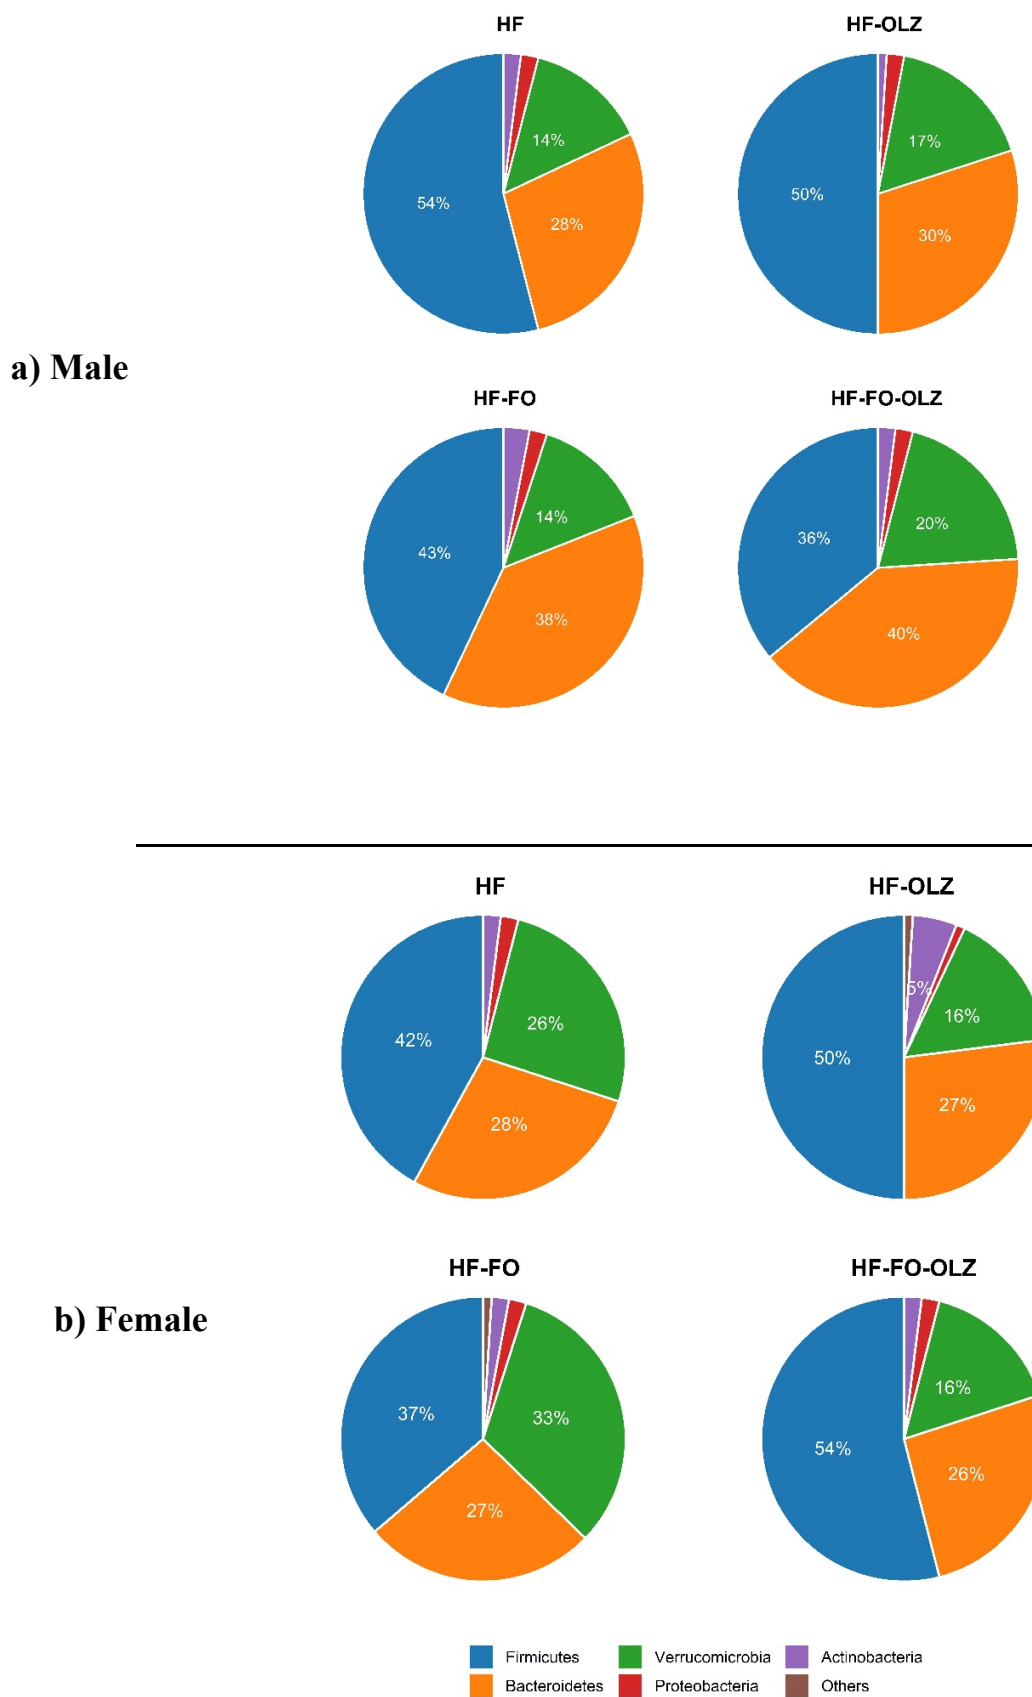 HF
HF-OLZ
14%
17%
54%
50%
28%
30%
a) Male
HF-FO
HF-FO-OLZ
14%
20%
43%
36%
38%
40%
HF
HF-OLZ
5%
26%
16%
42%
50%
28%
27%
HF-FO
HF-FO-OLZ
b) Female
37%
33%
16%
54%
27%
26%
Firmicutes
Verrucomicrobia
Actinobacteria
Bacteroidetes
Proteobacteria
Others